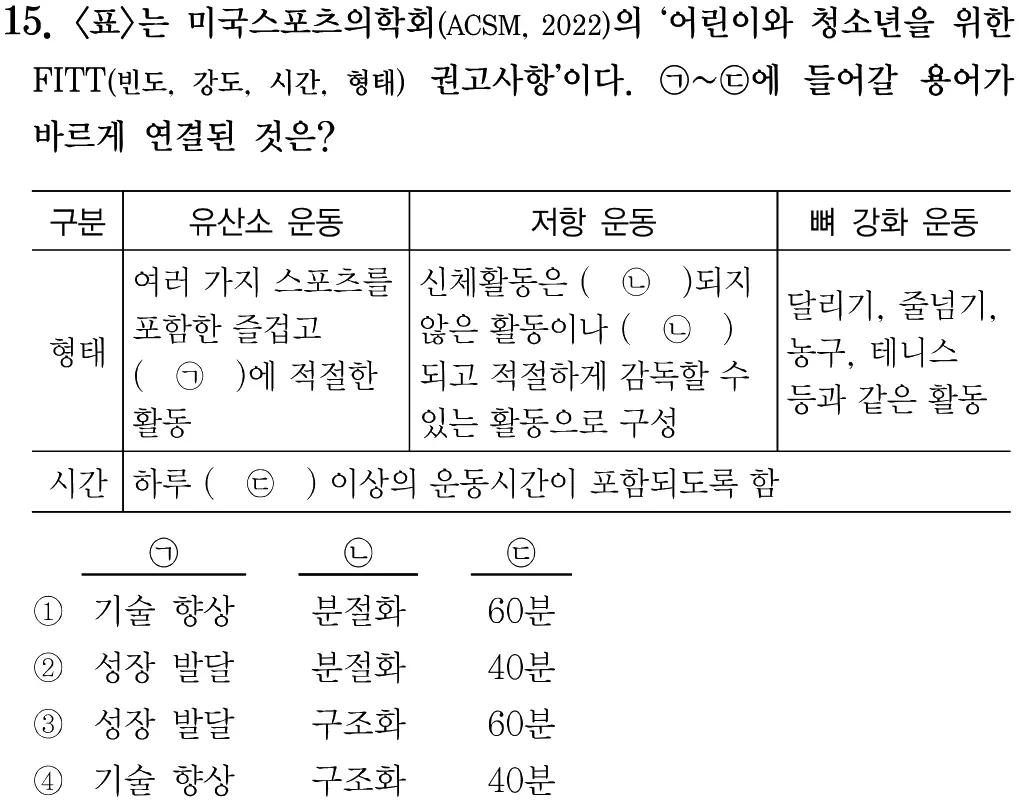 15. 〈표〉는 미국스포츠의학회(ACSM, 2022)의 ‘어린이와 청소년을 위한
FITT(빈도, 강도, 시간, 형태) 권고사항’이다. ㉠~㉢에 들어갈 용어가
바르게 연결된 것은?
구분 유산소 운동 저항 운동 뼈 강화 운동
형태
여러 가지 스포츠를
포함한 즐겁고
( ㉠ )에 적절한
활동
신체활동은 ( ㉡ )되지
않은 활동이나 ( ㉡ )
되고 적절하게 감독할 수
있는 활동으로 구성
달리기, 줄넘기,
농구, 테니스
등과 같은 활동
시간 하루 ( ㉢ ) 이상의 운동시간이 포함되도록 함
㉠ ㉡ ㉢
① 기술 향상 분절화 60분
② 성장 발달 분절화 40분
③ 성장 발달 구조화 60분
④ 기술 향상 구조화 40분